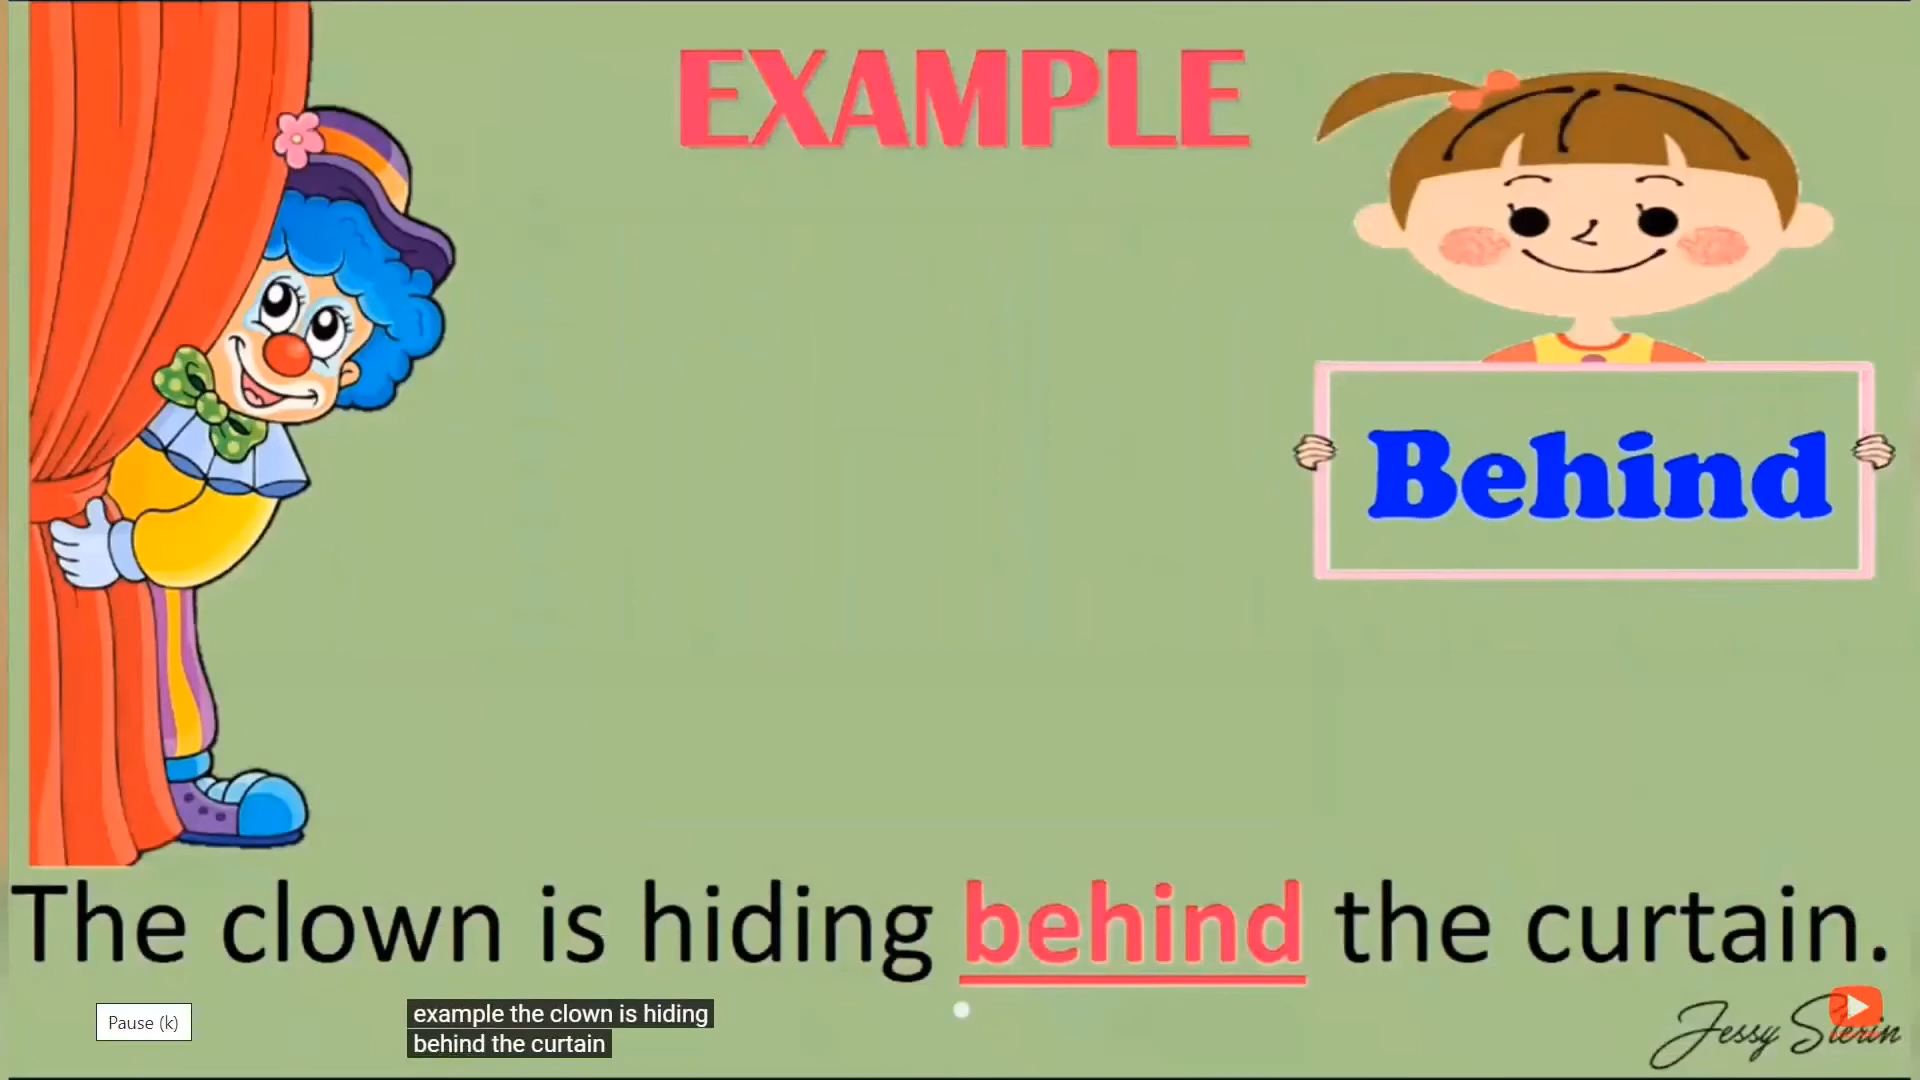 EXAMPLE
Behind
The clown is hiding behind the curtain.
Pause (k)
example the clown is hiding
behind the curtain
Jessy Sterin